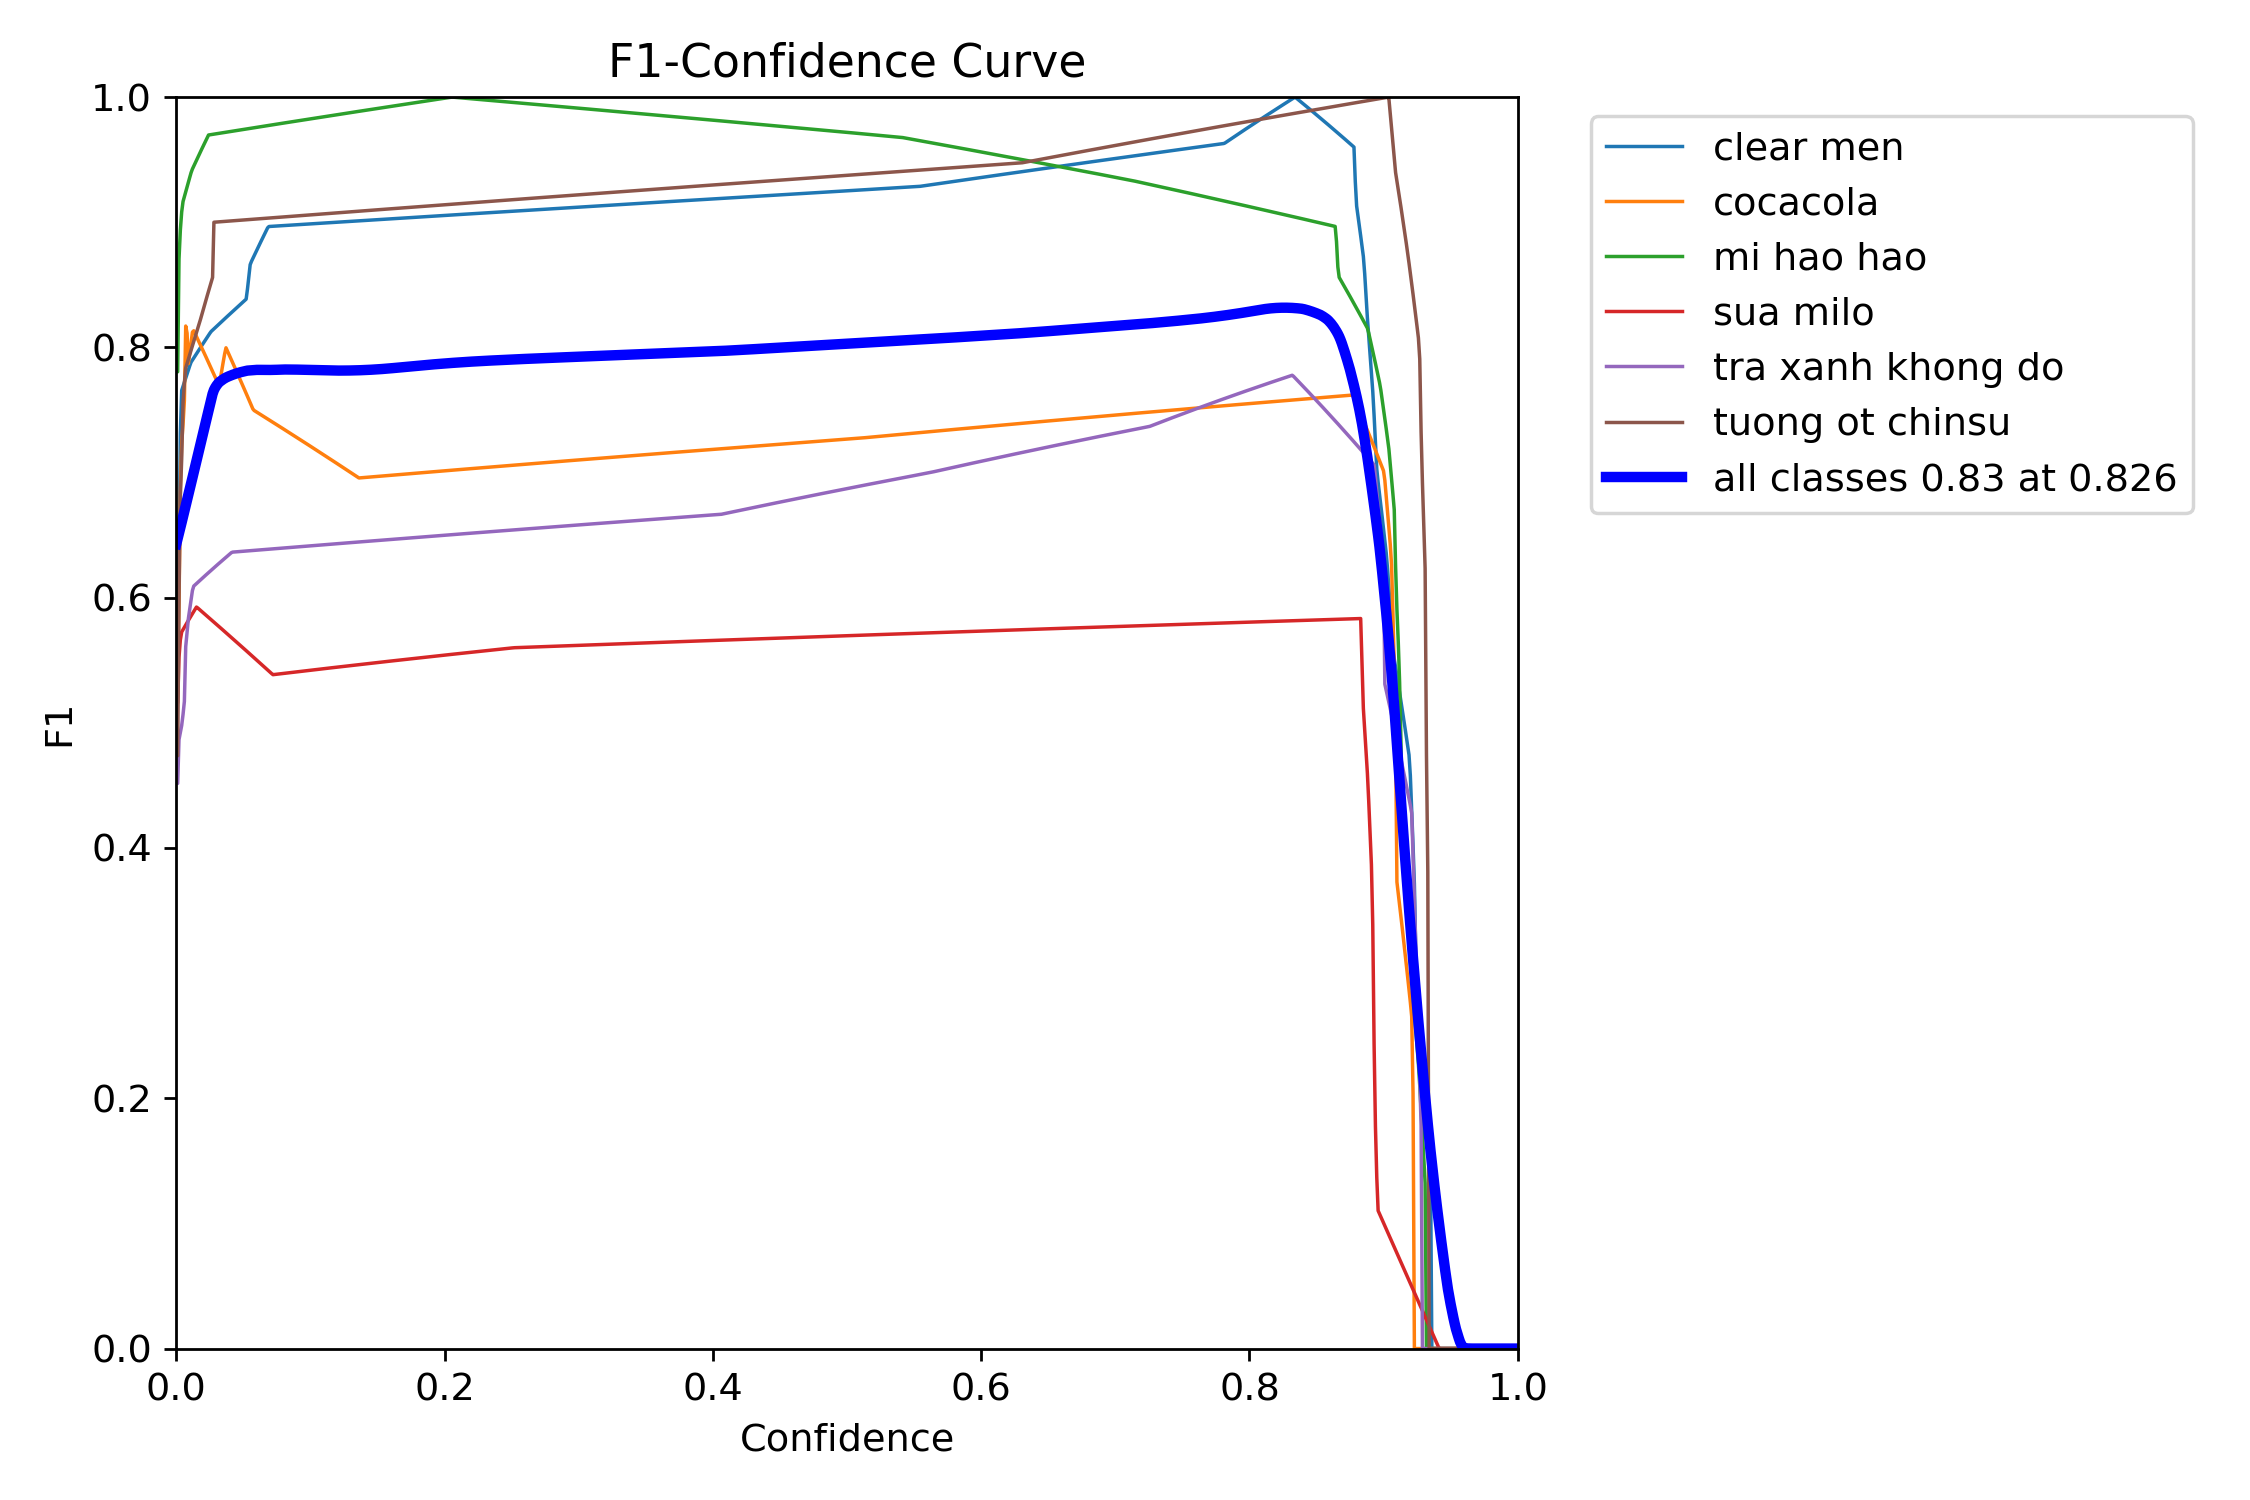 F1-Confidence Curve
1.0
0.8
0.6
0.4
0.2
0.0
F1
0.0 0.2 0.4 0.6 0.8 1.0
Confidence
clear men
cocacola
mi hao hao
sua milo
tra xanh khong do
tuong ot chinsu
all classes 0.83 at 0.826